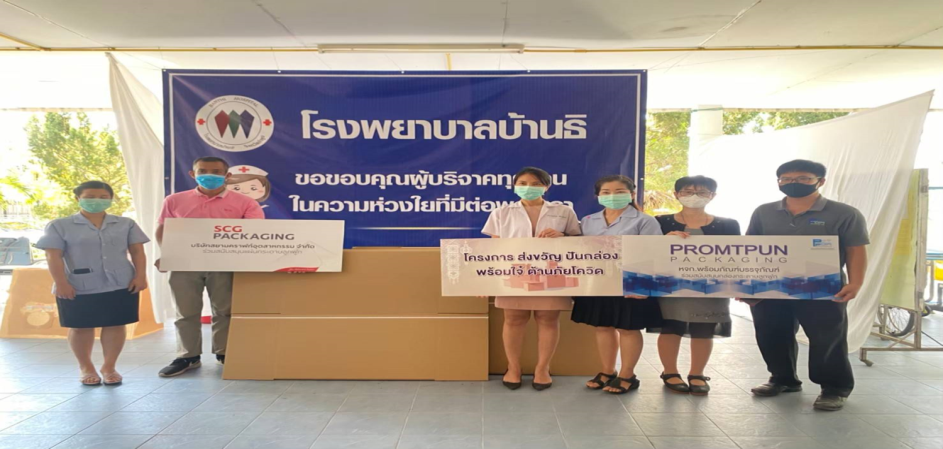 โรงพยาบาลบ้านธิ
ขอขอบคุณผู้บริจาคทุก
ในความห่วงใยที่มีต่อ
SCG
PACKAGING
บริษัทสยามคราฟท์อุตสาหกรรม จำกัด
โครงการ ส่งขวัญ ปันกล่อง
พร้อมใจ ต้านภัยโควิด
PROMTPUN
PACKAGING
หจก.พร้อมภัณฑ์บรรจุภัณฑ์